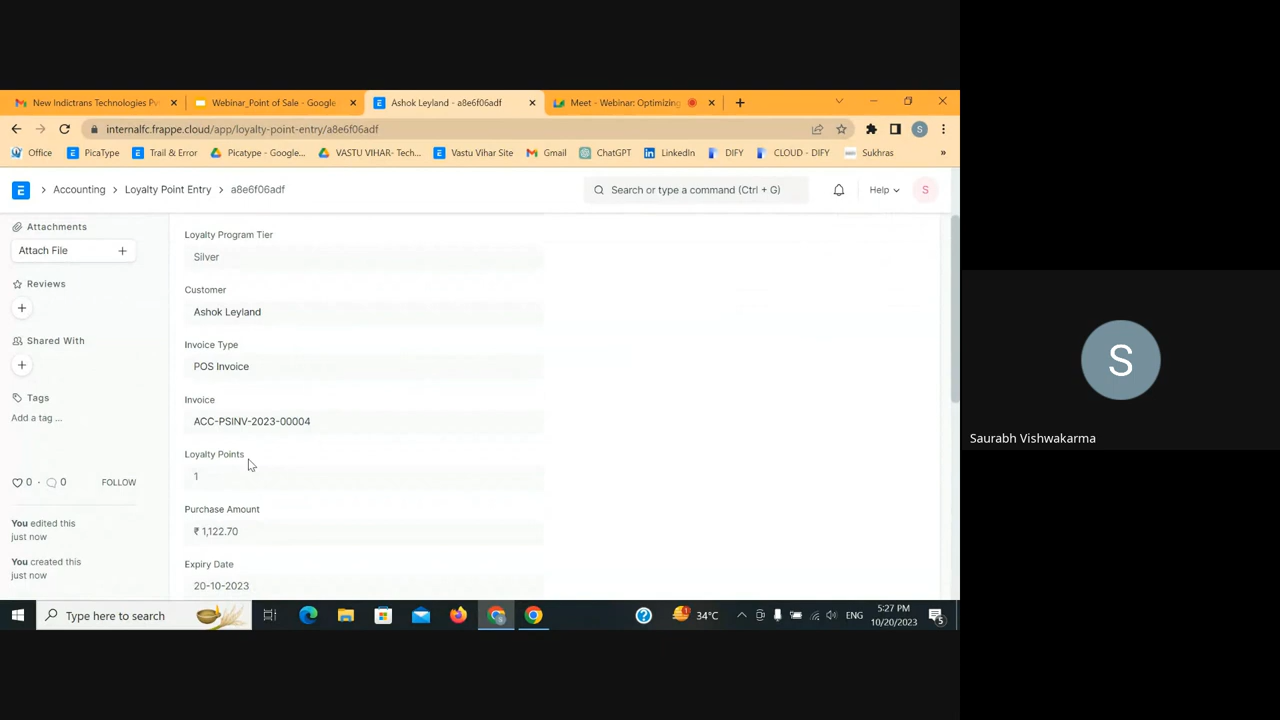 New Indictrans Technologies Pv
Webinar_Point of Sale - Google
Ashok Leyland - a8e6f06adf
Meet - Webinar: Optimizing
internalfc.frappe.cloud/app/loyalty-point-entry/a8e6f06adf
Office
PicaType
Trail & Error
Picatype - Google...
VASTU VIHAR- Tech...
Vastu Vihar Site
Gmail
ChatGPT
LinkedIn
DIFY
CLOUD - DIFY
Sukhras
»
E
Accounting
Loyalty Point Entry
a8e6f06adf
Search or type a command (Ctrl + G)
Help
S
Attachments
Attach File
Reviews
Shared With
Tags
Add a tag ...
0 · 0 FOLLOW
You edited this
just now
You created this
just now
Loyalty Program Tier
Silver
Customer
Ashok Leyland
Invoice Type
POS Invoice
Invoice
ACC-PSINV-2023-00004
Loyalty Points
1
Purchase Amount
₹ 1,122.70
Expiry Date
20-10-2023
S
Saurabh Vishwakarma
Type here to search
34°C
ENG
5:27 PM
10/20/2023
5